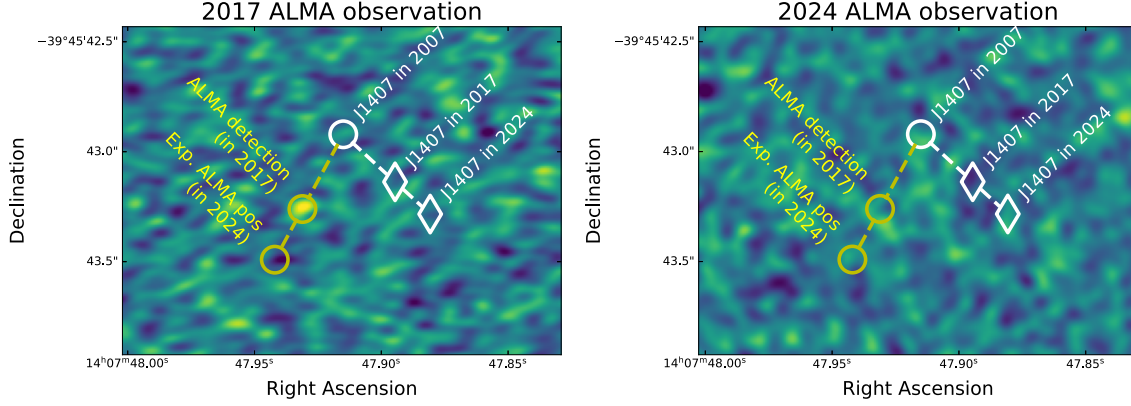 2017 ALMA observation
−39°45'42.5"
43.0"
43.5"
Declination
ALMA detection
(in 2017)
Exp. ALMA pos
(in 2024)
J1407 in 2007
J1407 in 2017
J1407 in 2024
14ʰ07ᵐ48.00ˢ
47.95ˢ
47.90ˢ
47.85ˢ
Right Ascension
2024 ALMA observation
−39°45'42.5"
43.0"
43.5"
Declination
ALMA detection
(in 2017)
Exp. ALMA pos
(in 2024)
J1407 in 2007
J1407 in 2017
J1407 in 2024
14ʰ07ᵐ48.00ˢ
47.95ˢ
47.90ˢ
47.85ˢ
Right Ascension